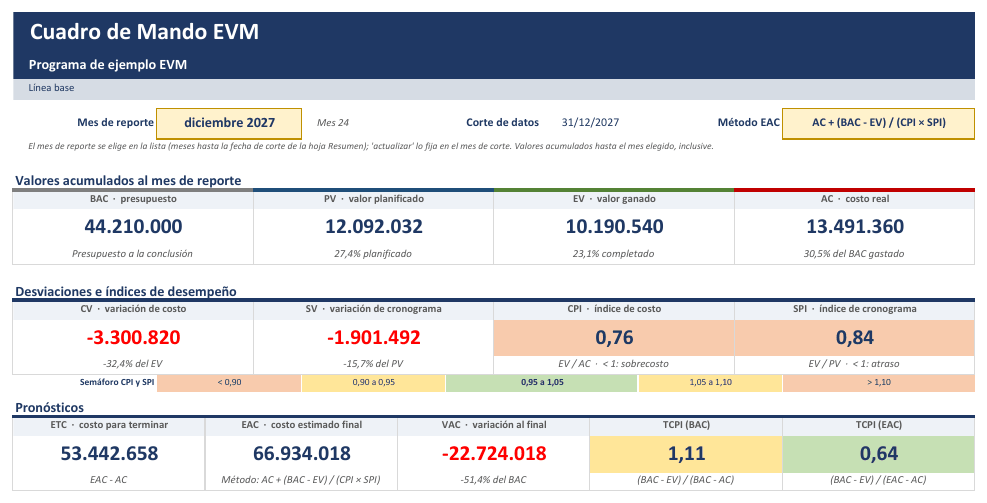 Cuadro de Mando EVM
Programa de ejemplo EVM
Línea base
Mes de reporte diciembre 2027 Mes 24 Corte de datos 31/12/2027 Método EAC AC + (BAC - EV) / (CPI × SPI)
El mes de reporte se elige en la lista (meses hasta la fecha de corte de la hoja Resumen); 'actualizar' lo fija en el mes de corte. Valores acumulados hasta el mes elegido, inclusive.
Valores acumulados al mes de reporte
BAC · presupuesto PV · valor planificado EV · valor ganado AC · costo real
44.210.000 12.092.032 10.190.540 13.491.360
Presupuesto a la conclusión 27,4% planificado 23,1% completado 30,5% del BAC gastado
Desviaciones e índices de desempeño
CV · variación de costo SV · variación de cronograma CPI · índice de costo SPI · índice de cronograma
-3.300.820 -1.901.492 0,76 0,84
-32,4% del EV -15,7% del PV EV / AC · < 1: sobrecosto EV / PV · < 1: atraso
Semáforo CPI y SPI < 0,90 0,90 a 0,95 0,95 a 1,05 1,05 a 1,10 > 1,10
Pronósticos
ETC · costo para terminar EAC · costo estimado final VAC · variación al final TCPI (BAC) TCPI (EAC)
53.442.658 66.934.018 -22.724.018 1,11 0,64
EAC - AC Método: AC + (BAC - EV) / (CPI × SPI) -51,4% del BAC (BAC - EV) / (BAC - AC) (BAC - EV) / (EAC - AC)